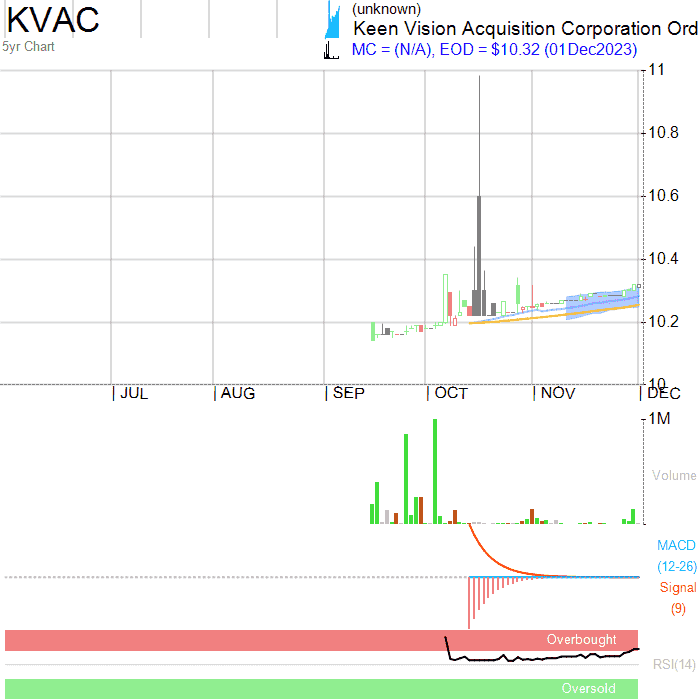 KVAC
5yr Chart
(unknown)
Keen Vision Acquisition Corporation Ord
MC = (N/A), EOD = $10.32 (01Dec2023)
11
10.8
10.6
10.4
10.2
10
JUL AUG SEP OCT NOV DEC
1M
Volume
MACD
(12-26)
Signal
(9)
Overbought
RSI(14)
Oversold